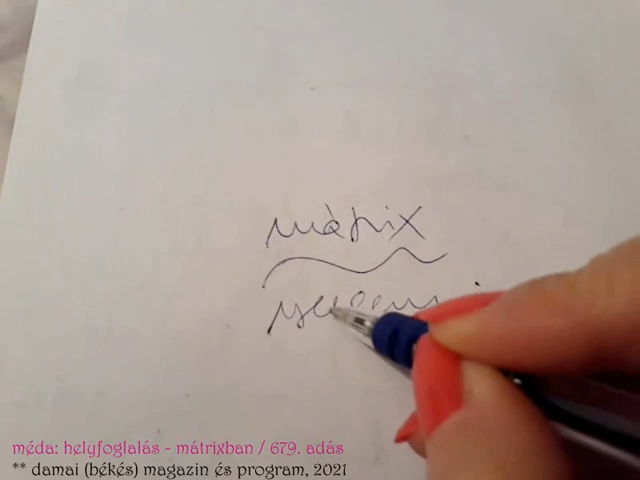 mátrix
méda: helyfoglalás - mátrixban / 679. adás
** damai (békés) magazin és program, 2021